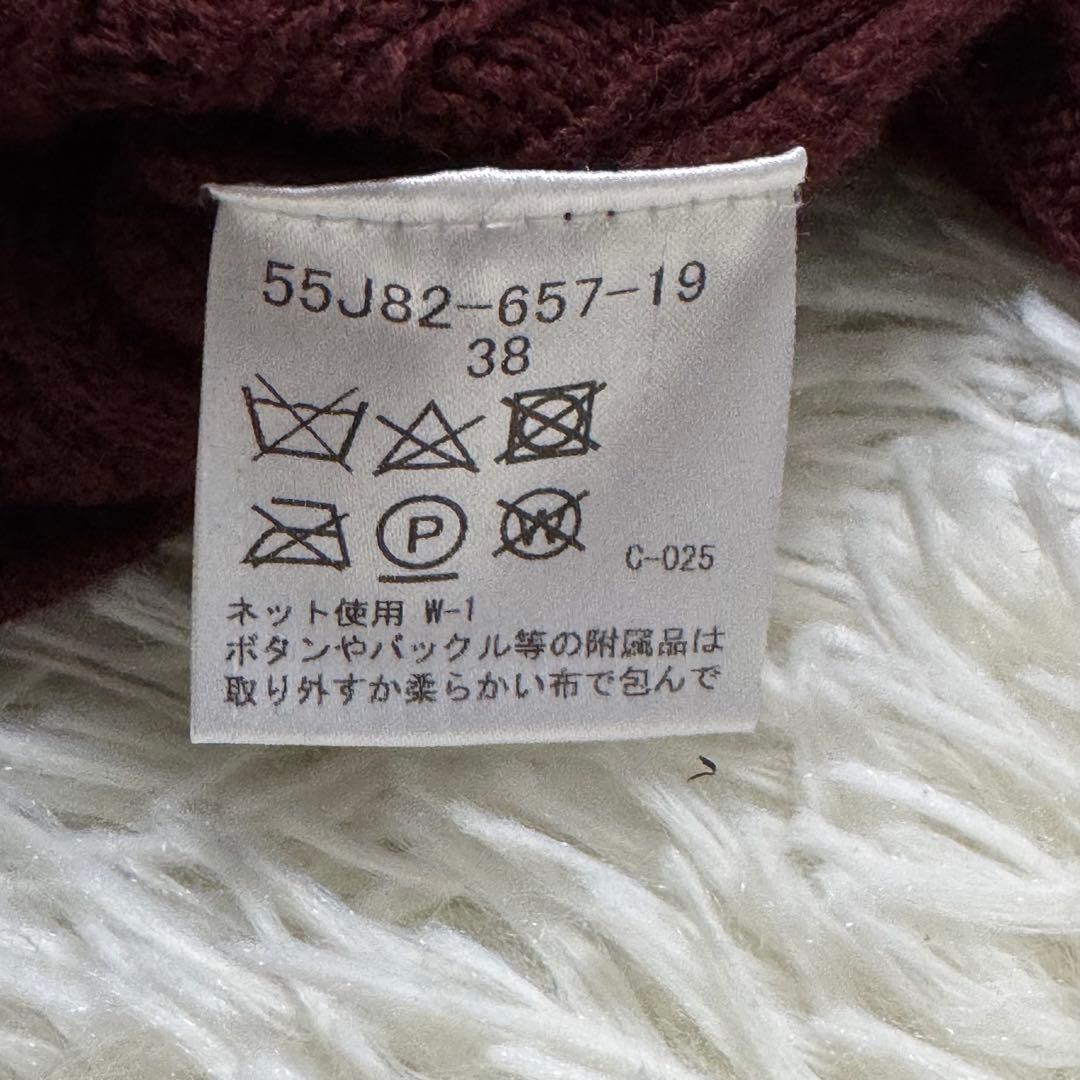 55J82-657-19
38
P
W
C-025
ネット使用 W-1
ボタンやバックル等の附属品は
取り外すか柔らかい布で包んで